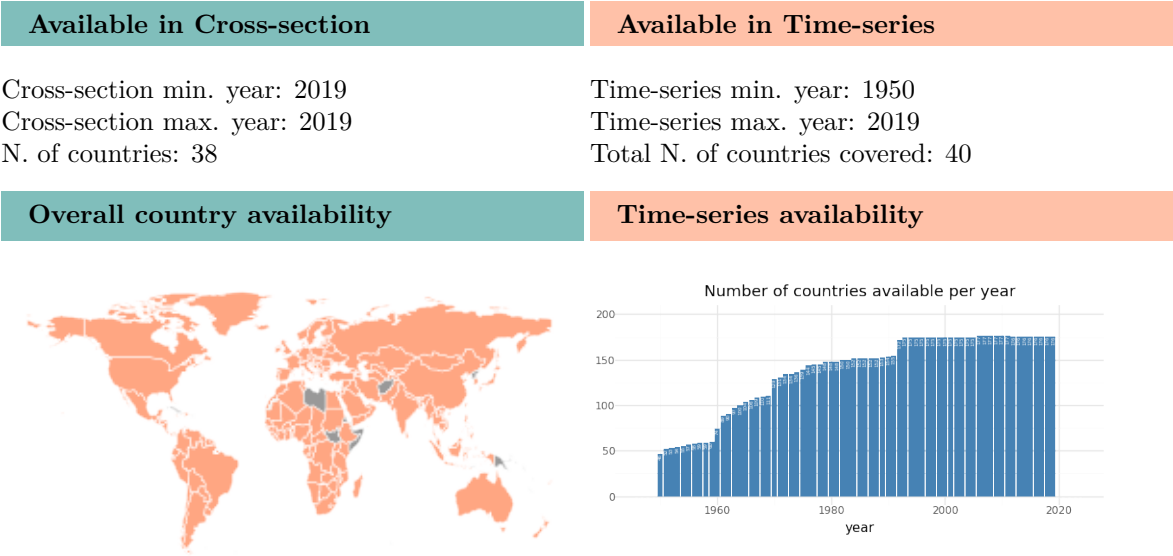 Available in Cross-section
Available in Time-series
Cross-section min. year: 2019
Cross-section max. year: 2019
N. of countries: 38
Time-series min. year: 1950
Time-series max. year: 2019
Total N. of countries covered: 40
Overall country availability
Time-series availability
Number of countries available per year
200
150
100
50
0
1960
1980
2000
2020
year